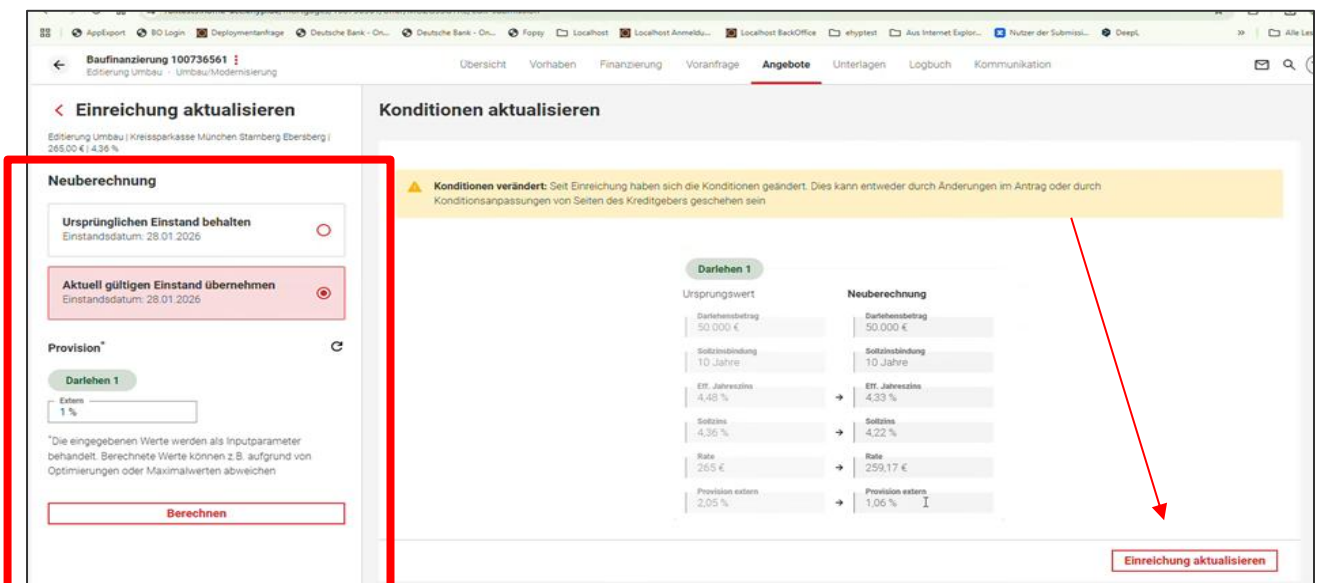 AppExport BO Login Deploymentanfrage Deutsche Bank - On... Deutsche Bank - On... Fopsy Localhost Localhost Anmeldu... Localhost BackOffice ehyptest Aus Internet Explor... Nutzer der Submissi... DeepL » Alle Les
Baufinanzierung 100736561
Editierung Umbau · Umbau/Modernisierung
Übersicht Vorhaben Finanzierung Voranfrage Angebote Unterlagen Logbuch Kommunikation
Einreichung aktualisieren
Editierung Umbau | Kreissparkasse München Starnberg Ebersberg |
265,00 € | 4,36 %
Neuberechnung
Ursprünglichen Einstand behalten
Einstandsdatum: 28.01.2026
Aktuell gültigen Einstand übernehmen
Einstandsdatum: 28.01.2026
Provision*
Darlehen 1
Extern
1 %
*Die eingegebenen Werte werden als Inputparameter
behandelt. Berechnete Werte können z.B. aufgrund von
Optimierungen oder Maximalwerten abweichen
Berechnen
Konditionen aktualisieren
Konditionen verändert: Seit Einreichung haben sich die Konditionen geändert. Dies kann entweder durch Änderungen im Antrag oder durch
Konditionsanpassungen von Seiten des Kreditgebers geschehen sein
Darlehen 1
Ursprungswert Neuberechnung
Darlehensbetrag Darlehensbetrag
50.000 € 50.000 €
Sollzinsbindung Sollzinsbindung
10 Jahre 10 Jahre
Eff. Jahreszins Eff. Jahreszins
4,48 % → 4,33 %
Sollzins Sollzins
4,36 % → 4,22 %
Rate Rate
265 € → 259,17 €
Provision extern Provision extern
2,05 % → 1,06 %
Einreichung aktualisieren